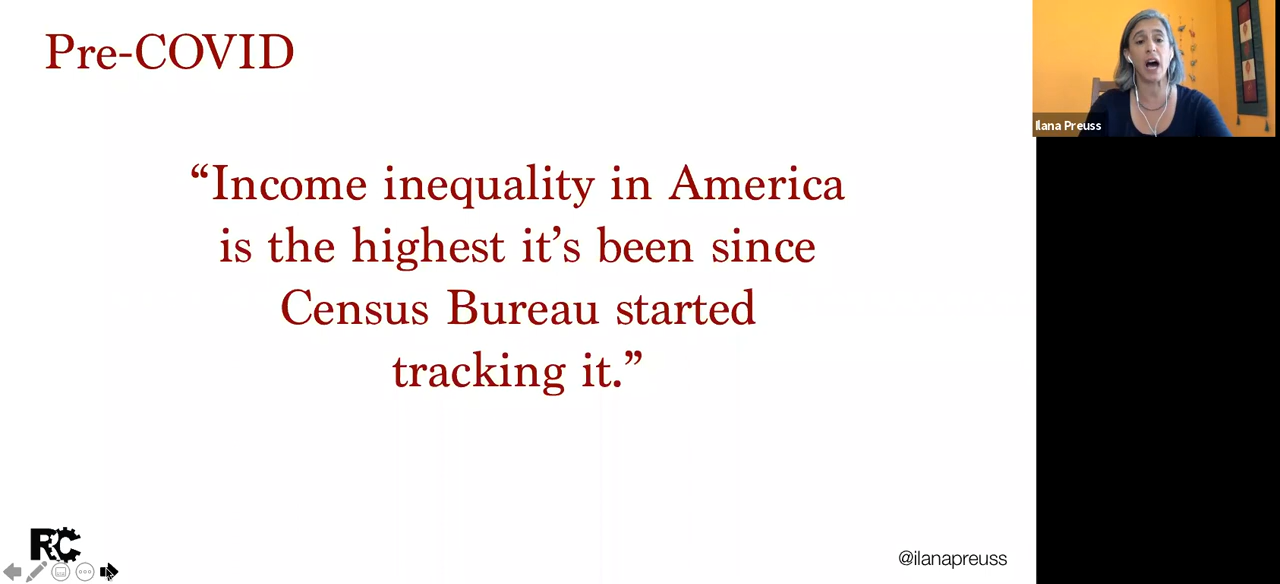 Pre-COVID
“Income inequality in America
is the highest it’s been since
Census Bureau started
tracking it.”
RC
@ilanapreuss
Ilana Preuss